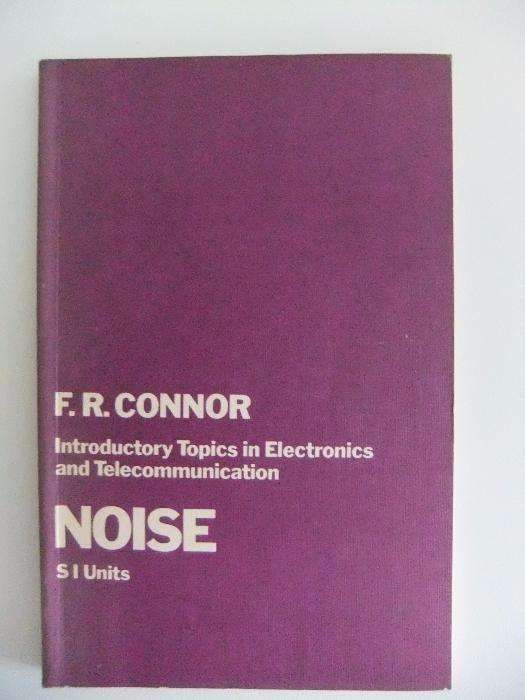 F. R. CONNOR
Introductory Topics in Electronics
and Telecommunication
NOISE
S I Units